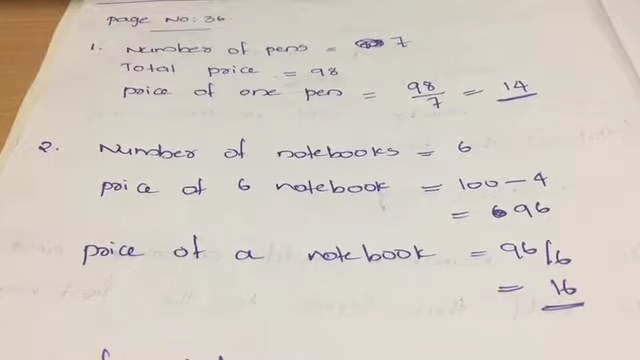 page No: 36
1. Number of pens = 7
Total price = 98
price of one pen = 98/7 = 14
2. Number of notebooks = 6
price of 6 notebook = 100 - 4
= 96
price of a notebook = 96/6
= 16